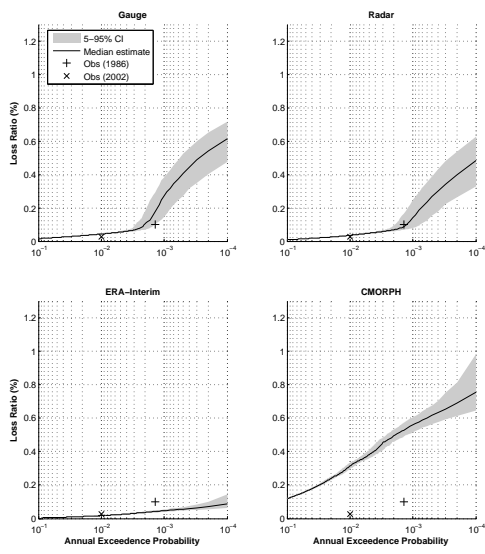 Gauge
5−95% CI
Median estimate
Obs (1986)
Obs (2002)
Loss Ratio (%)
1.2
1
0.8
0.6
0.4
0.2
0
10⁻¹ 10⁻² 10⁻³ 10⁻⁴
Radar
1.2
1
0.8
0.6
0.4
0.2
0
10⁻¹ 10⁻² 10⁻³ 10⁻⁴
ERA−Interim
Loss Ratio (%)
1.2
1
0.8
0.6
0.4
0.2
0
10⁻¹ 10⁻² 10⁻³ 10⁻⁴
Annual Exceedence Probability
CMORPH
1.2
1
0.8
0.6
0.4
0.2
0
10⁻¹ 10⁻² 10⁻³ 10⁻⁴
Annual Exceedence Probability